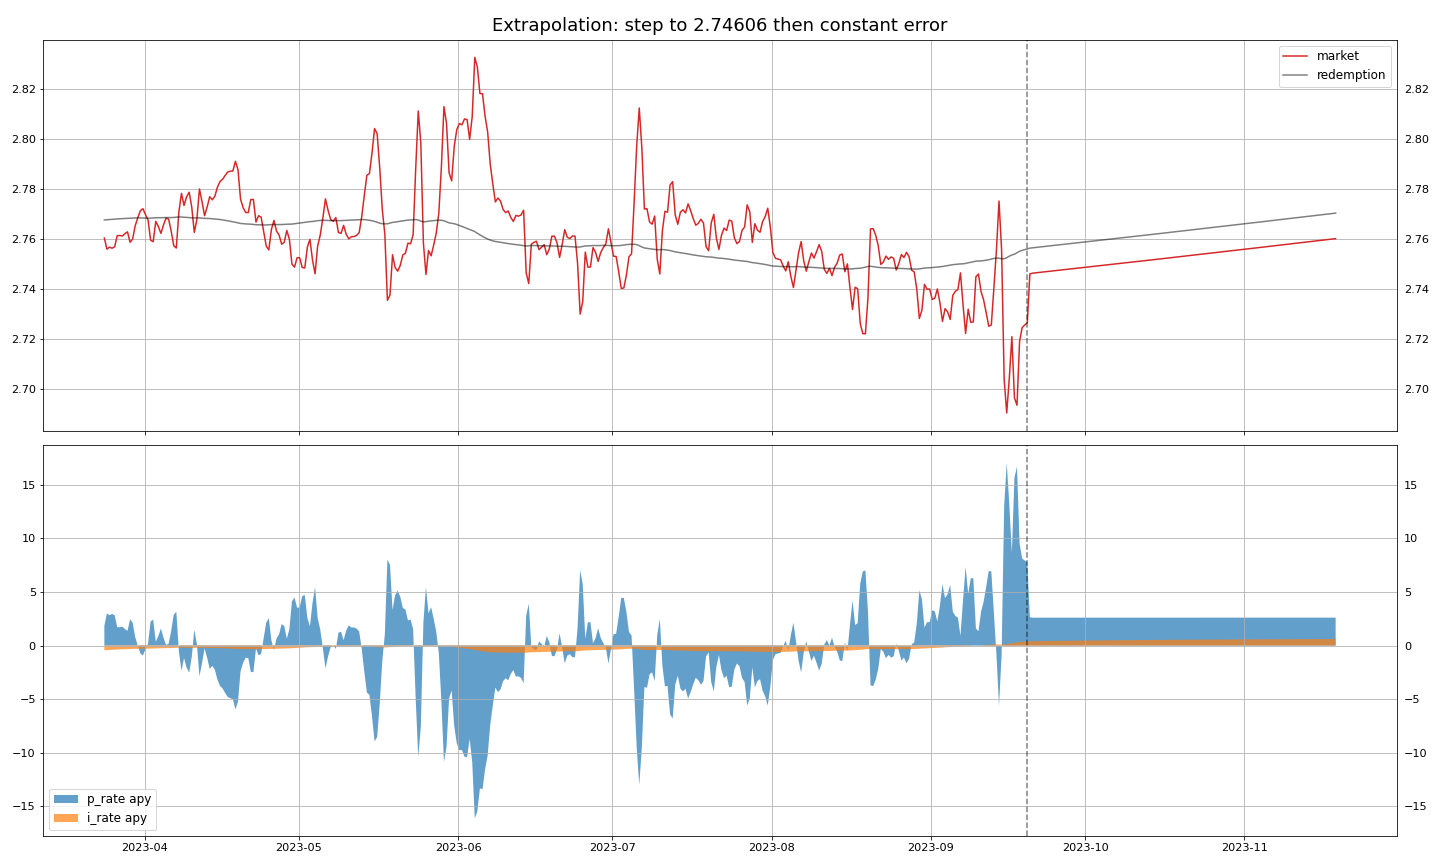 Extrapolation: step to 2.74606 then constant error
market
redemption
2.82 2.82
2.80 2.80
2.78 2.78
2.76 2.76
2.74 2.74
2.72 2.72
2.70 2.70
15 15
10 10
5 5
0 0
−5 −5
−10 −10
−15 −15
p_rate apy
i_rate apy
2023-04 2023-05 2023-06 2023-07 2023-08 2023-09 2023-10 2023-11